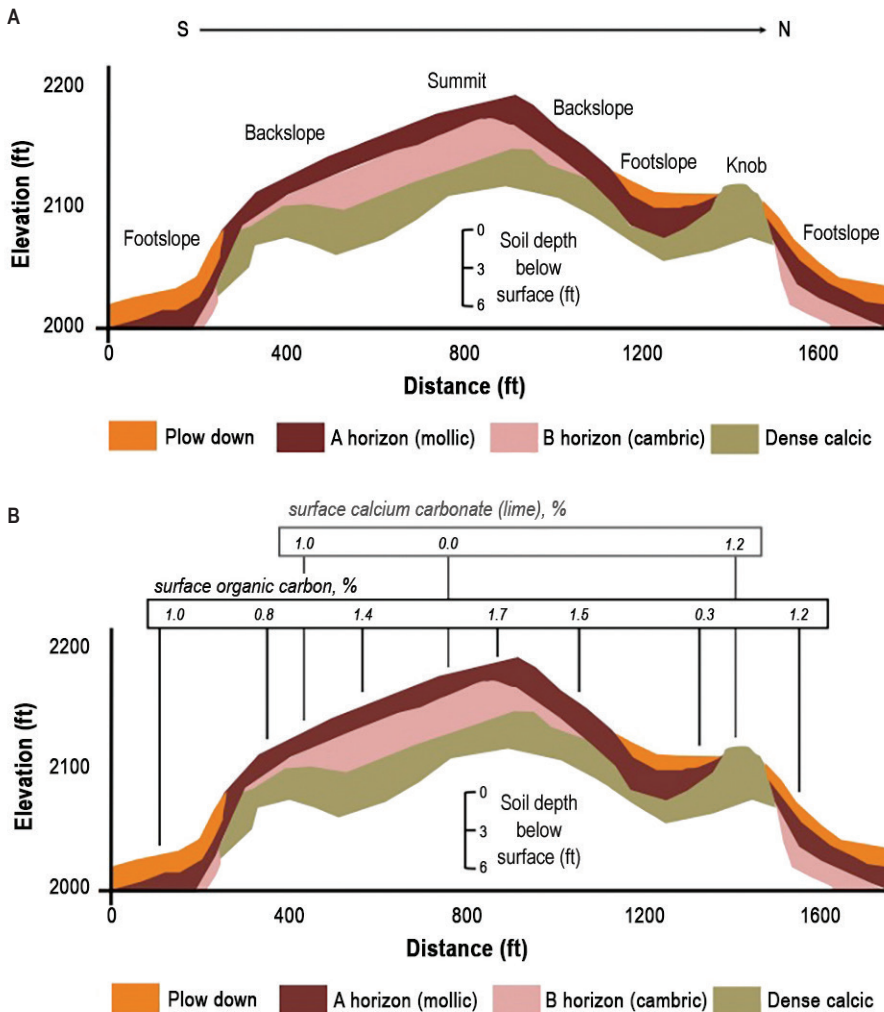 A
S N
2200
Summit
Backslope
Backslope
Footslope
Knob
2100
Footslope
Footslope
0
3
6
Soil depth
below
surface (ft)
2000
Elevation (ft)
0 400 800 1200 1600
Distance (ft)
Plow down A horizon (mollic) B horizon (cambric) Dense calcic
B
surface calcium carbonate (lime), %
1.0 0.0 1.2
surface organic carbon, %
1.0 0.8 1.4 1.7 1.5 0.3 1.2
2200
2100
0
3
6
Soil depth
below
surface (ft)
2000
Elevation (ft)
0 400 800 1200 1600
Distance (ft)
Plow down A horizon (mollic) B horizon (cambric) Dense calcic